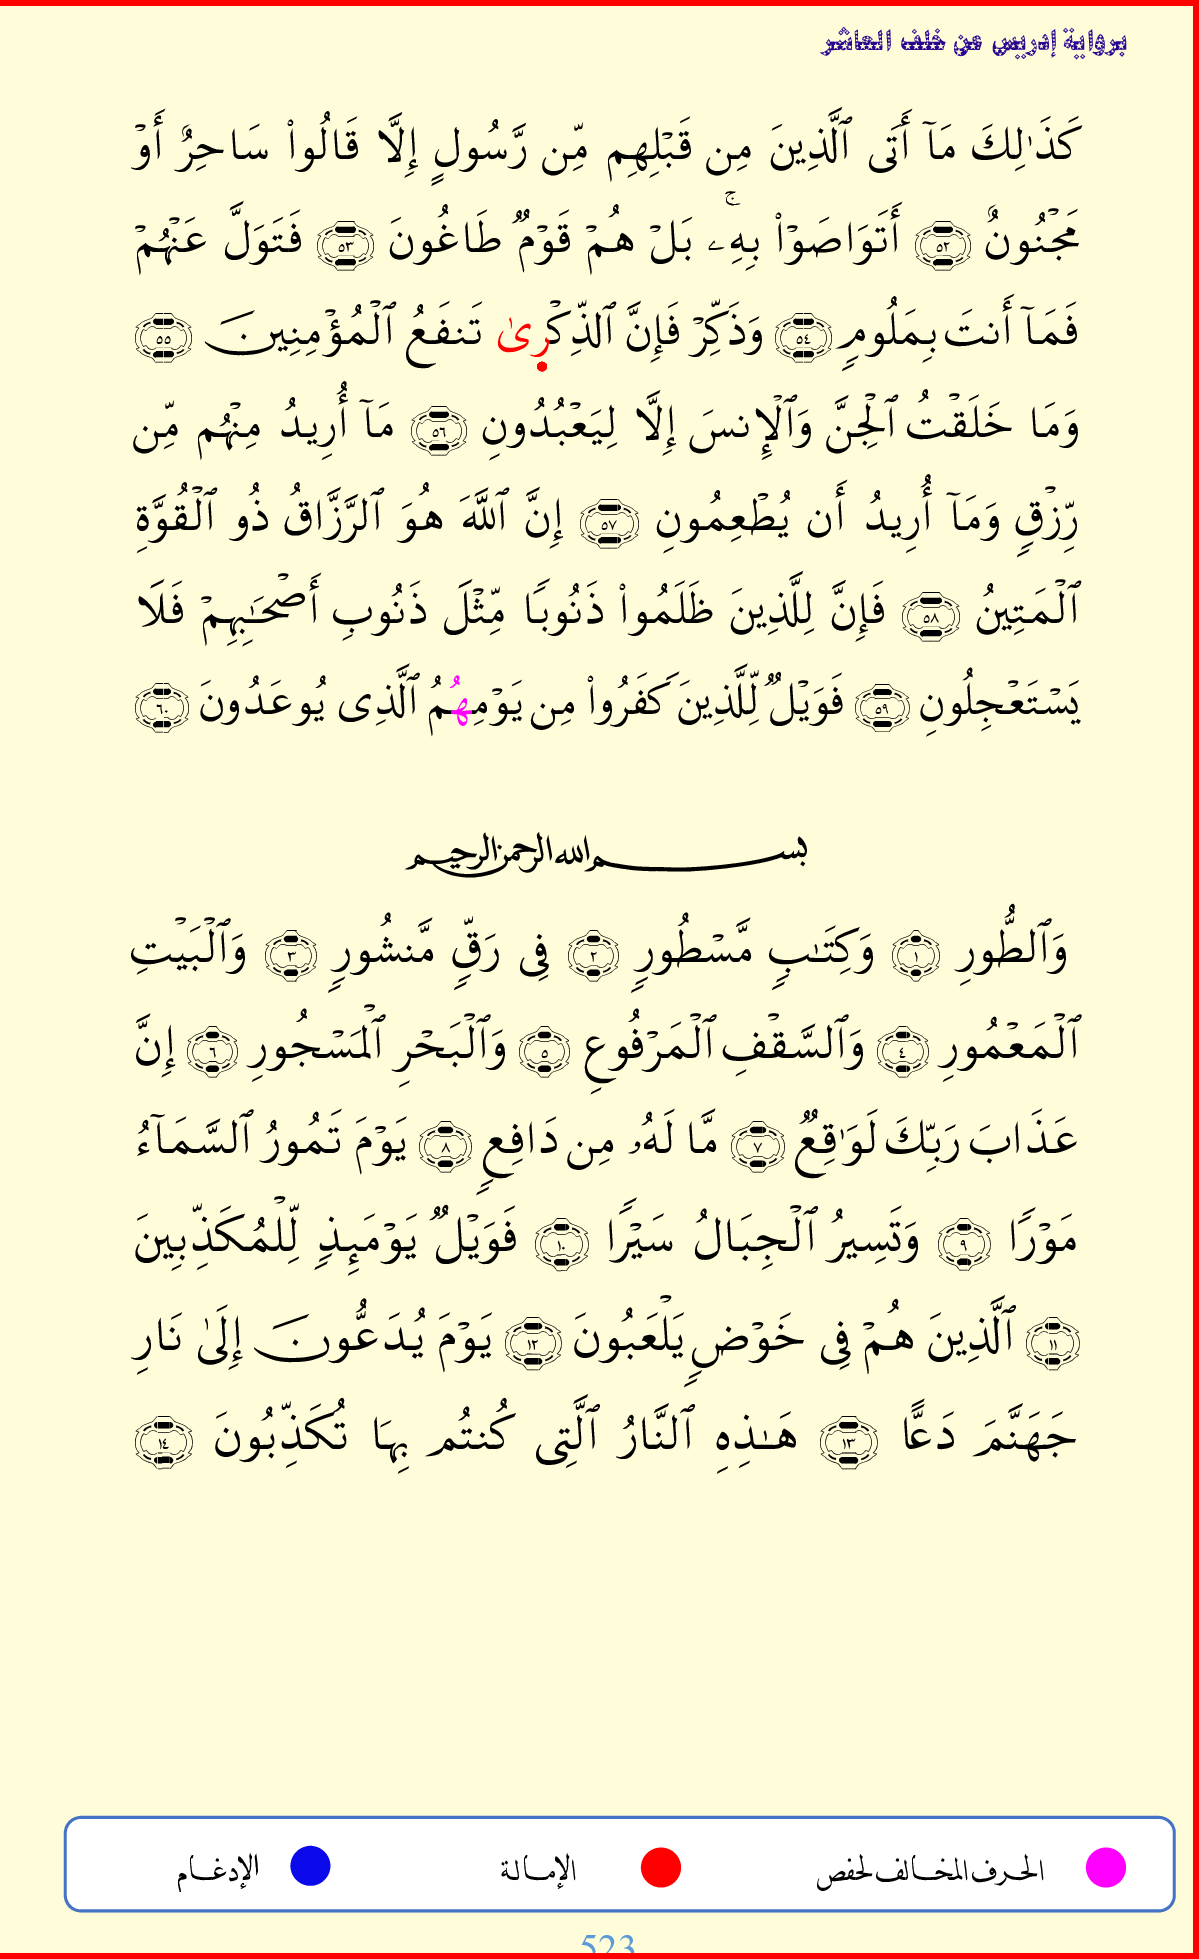 برواية إدريس عن خلف العاشر
كَذَٰلِكَ مَآ أَتَى ٱلَّذِينَ مِن قَبْلِهِم مِّن رَّسُولٍ إِلَّا قَالُوا۟ سَاحِرٌ أَوْ
مَجْنُونٌ ٥٢ أَتَوَاصَوْا۟ بِهِۦ ۚ بَلْ هُمْ قَوْمٌ طَاغُونَ ٥٣ فَتَوَلَّ عَنْهُمْ
فَمَآ أَنتَ بِمَلُومٍ ٥٤ وَذَكِّرْ فَإِنَّ ٱلذِّكْرِىٰ تَنفَعُ ٱلْمُؤْمِنِينَ ٥٥
وَمَا خَلَقْتُ ٱلْجِنَّ وَٱلْإِنسَ إِلَّا لِيَعْبُدُونِ ٥٦ مَآ أُرِيدُ مِنْهُم مِّن
رِّزْقٍ وَمَآ أُرِيدُ أَن يُطْعِمُونِ ٥٧ إِنَّ ٱللَّهَ هُوَ ٱلرَّزَّاقُ ذُو ٱلْقُوَّةِ
ٱلْمَتِينُ ٥٨ فَإِنَّ لِلَّذِينَ ظَلَمُوا۟ ذَنُوبًا مِّثْلَ ذَنُوبِ أَصْحَـٰبِهِمْ فَلَا
يَسْتَعْجِلُونِ ٥٩ فَوَيْلٌ لِّلَّذِينَ كَفَرُوا۟ مِن يَوْمِهُمُ ٱلَّذِى يُوعَدُونَ ٦٠
بسم الله الرحمن الرحيم
وَٱلطُّورِ ١ وَكِتَـٰبٍ مَّسْطُورٍ ٢ فِى رَقٍّ مَّنشُورٍ ٣ وَٱلْبَيْتِ
ٱلْمَعْمُورِ ٤ وَٱلسَّقْفِ ٱلْمَرْفُوعِ ٥ وَٱلْبَحْرِ ٱلْمَسْجُورِ ٦ إِنَّ
عَذَابَ رَبِّكَ لَوَٰقِعٌ ٧ مَّا لَهُۥ مِن دَافِعٍ ٨ يَوْمَ تَمُورُ ٱلسَّمَآءُ
مَوْرًا ٩ وَتَسِيرُ ٱلْجِبَالُ سَيْرًا ١٠ فَوَيْلٌ يَوْمَئِذٍ لِّلْمُكَذِّبِينَ
١١ ٱلَّذِينَ هُمْ فِى خَوْضٍ يَلْعَبُونَ ١٢ يَوْمَ يُدَعُّونَ إِلَىٰ نَارِ
جَهَنَّمَ دَعًّا ١٣ هَـٰذِهِ ٱلنَّارُ ٱلَّتِى كُنتُم بِهَا تُكَذِّبُونَ ١٤
الحرف المخالف لحفص الإمالة الإدغام
523